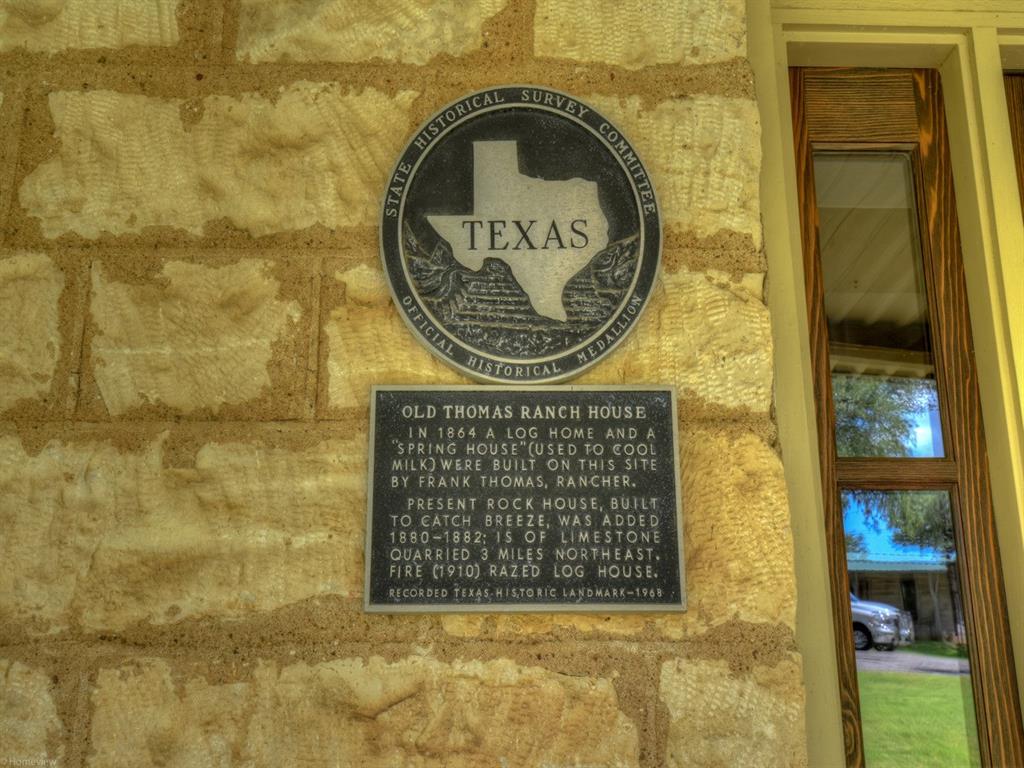 STATE HISTORICAL SURVEY COMMITTEE
TEXAS
OFFICIAL HISTORICAL MEDALLION
OLD THOMAS RANCH HOUSE
IN 1864 A LOG HOME AND A
"SPRING HOUSE" (USED TO COOL
MILK) WERE BUILT ON THIS SITE
BY FRANK THOMAS, RANCHER.
PRESENT ROCK HOUSE, BUILT
TO CATCH BREEZE, WAS ADDED
1880-1882; IS OF LIMESTONE
QUARRIED 3 MILES NORTHEAST.
FIRE (1910) RAZED LOG HOUSE.
RECORDED TEXAS HISTORIC LANDMARK-1968
© Homeview